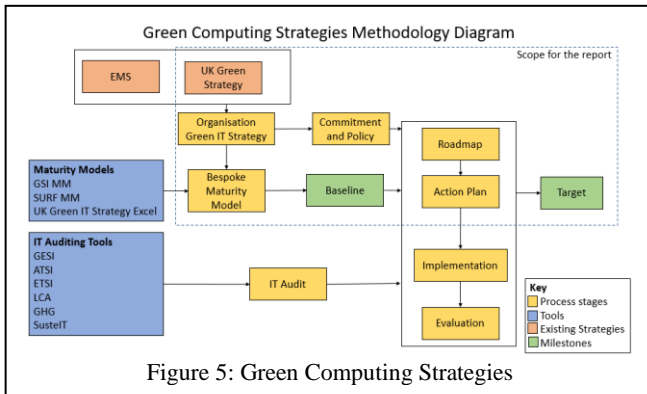 Green Computing Strategies Methodology Diagram
Scope for the report
EMS
UK Green
Strategy
Organisation
Green IT Strategy
Commitment
and Policy
Roadmap
Maturity Models
GSI MM
SURF MM
UK Green IT Strategy Excel
Bespoke
Maturity
Model
Baseline
Action Plan
Target
IT Auditing Tools
GESI
ATSI
ETSI
LCA
GHG
SusteIT
IT Audit
Implementation
Evaluation
Key
Process stages
Tools
Existing Strategies
Milestones
Figure 5: Green Computing Strategies